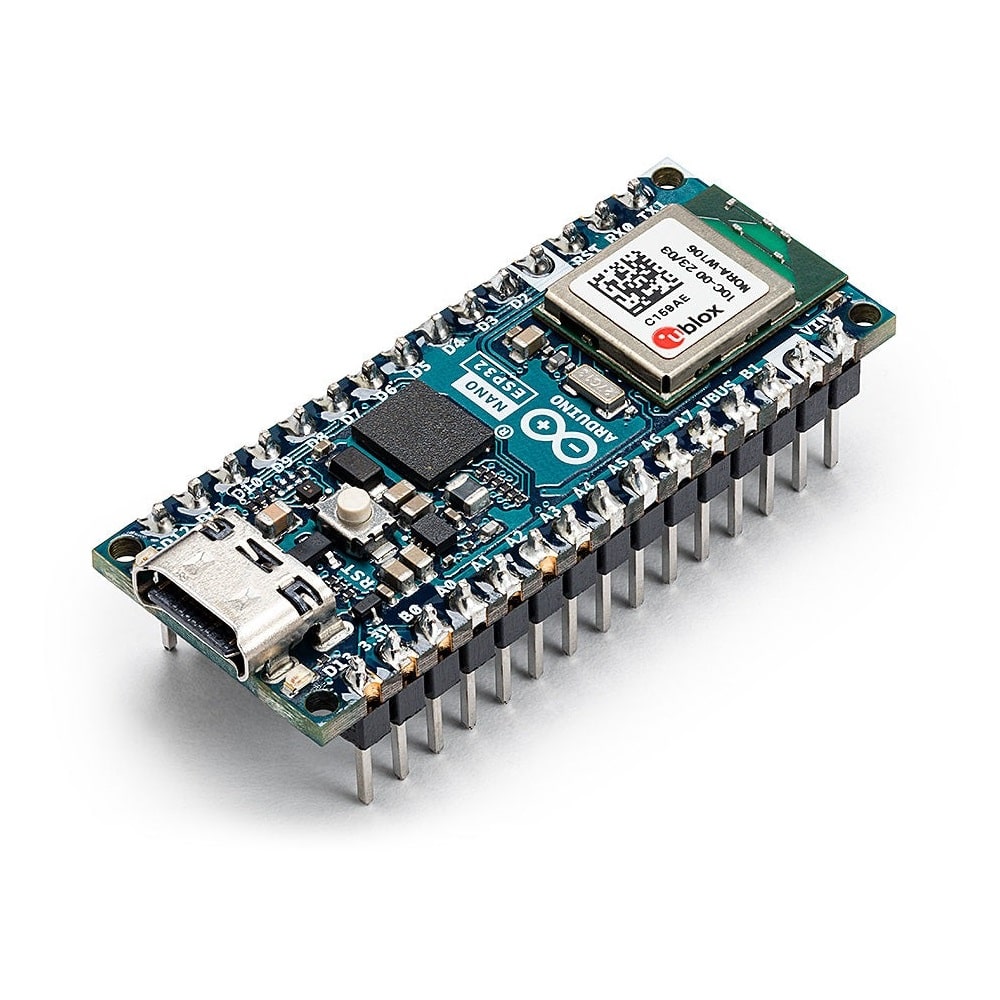 TX1
RX0
RST
D2
D3
D4
D5
D6
D7
D8
D9
D10
D12
NORA-W106
10C-00 23/03
C159AE
ublox
NANO
ESP32
ARDUINO
®
VIN
B1
VBUS
A7
A6
A5
A4
A3
A2
A1
A0
B0
3.3V
D13
RST